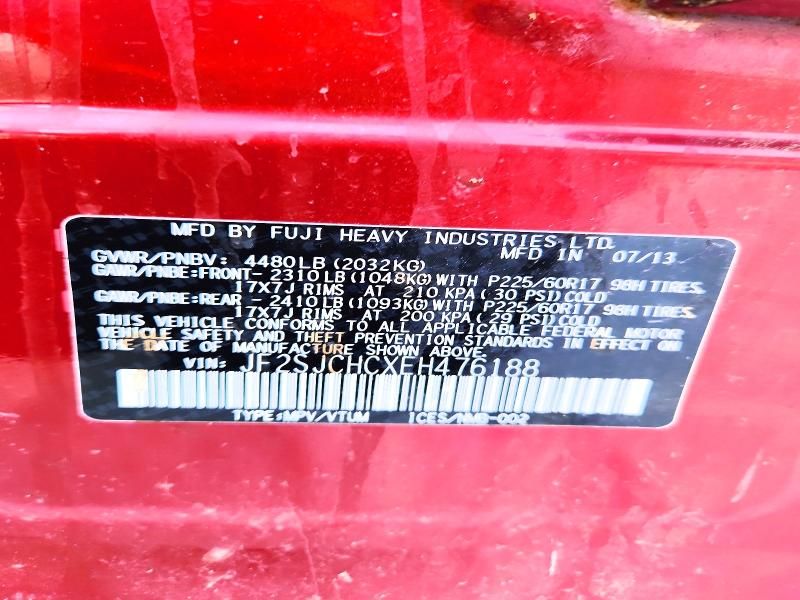 MFD BY FUJI HEAVY INDUSTRIES LTD.
MFD IN 07/13
GVWR/PNBV: 4480LB(2032KG)
GAWR/PNBE:FRONT- 2310LB(1048KG)WITH P225/60R17 98H TIRES,
17X7J RIMS AT 210 KPA(30 PSI)COLD
GAWR/PNBE:REAR - 2410LB(1093KG)WITH P225/60R17 98H TIRES,
17X7J RIMS AT 200 KPA(29 PSI)COLD
THIS VEHICLE CONFORMS TO ALL APPLICABLE FEDERAL MOTOR
VEHICLE SAFETY AND THEFT PREVENTION STANDARDS IN EFFECT ON
THE DATE OF MANUFACTURE SHOWN ABOVE.
VIN: JF2SJCHCXEH476188
TYPE:MPV/VTUM ICES/NMB-002